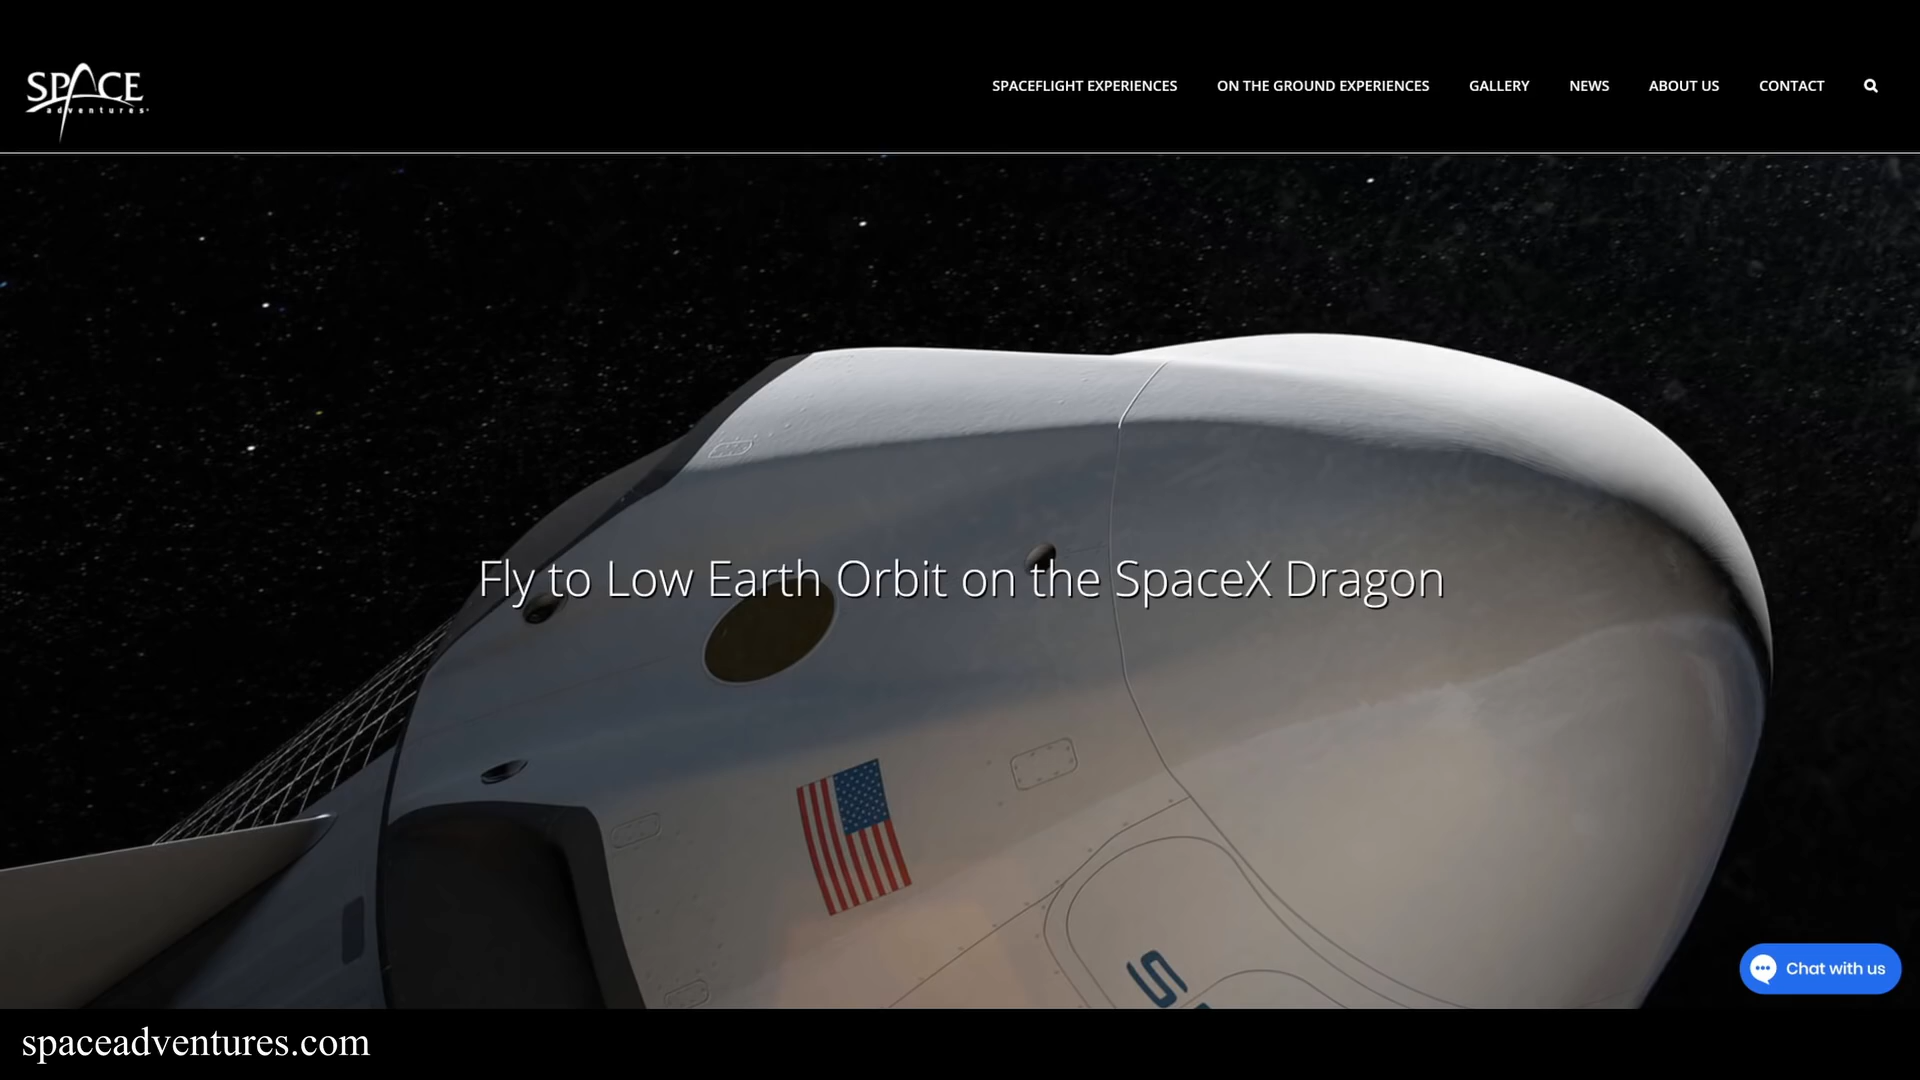 SPACE
adventures
SPACEFLIGHT EXPERIENCES
ON THE GROUND EXPERIENCES
GALLERY
NEWS
ABOUT US
CONTACT
Fly to Low Earth Orbit on the SpaceX Dragon
S
Chat with us
spaceadventures.com